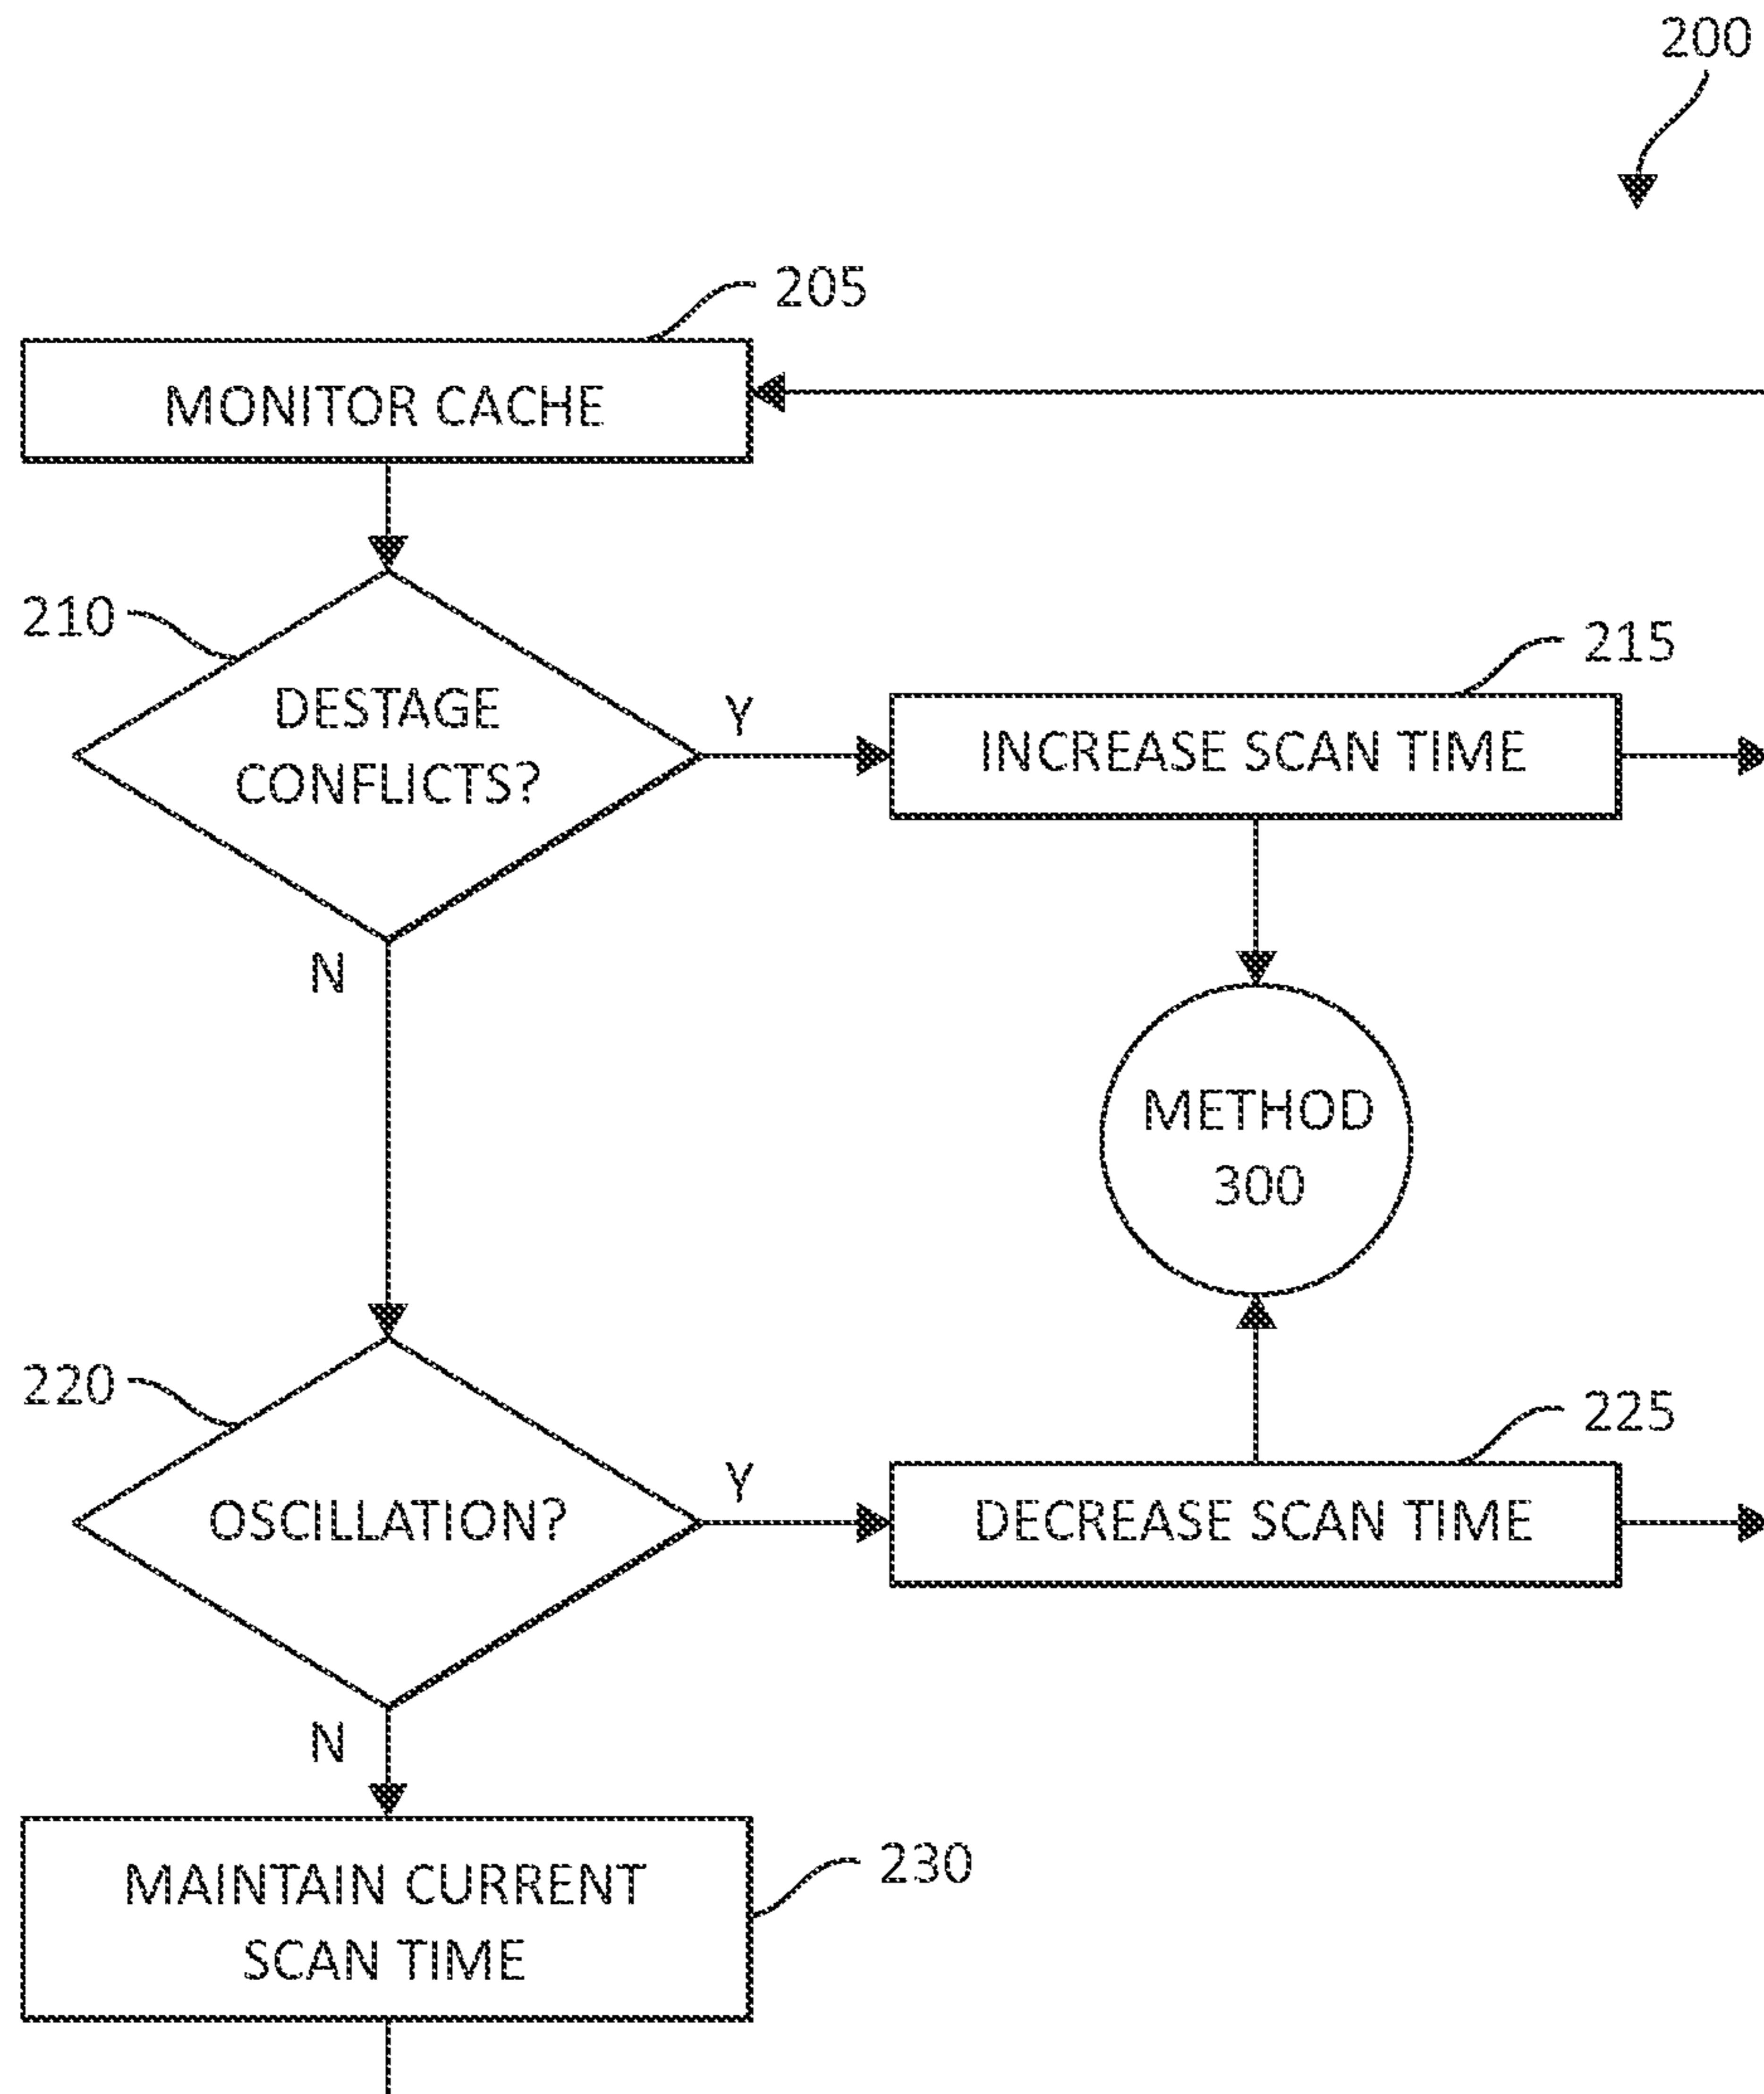 200
205
MONITOR CACHE
210
DESTAGE
CONFLICTS?
Y
215
INCREASE SCAN TIME
N
METHOD
300
220
OSCILLATION?
Y
225
DECREASE SCAN TIME
N
MAINTAIN CURRENT
SCAN TIME
230